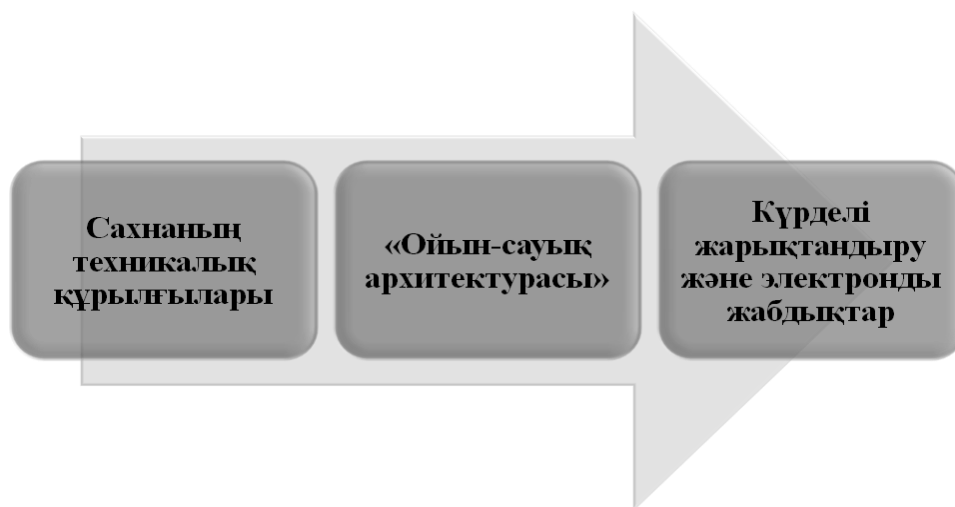 Сахнаның
техникалық
құрылғылары
«Ойын-сауық
архитектурасы»
Күрделі
жарықтандыру
және электронды
жабдықтар